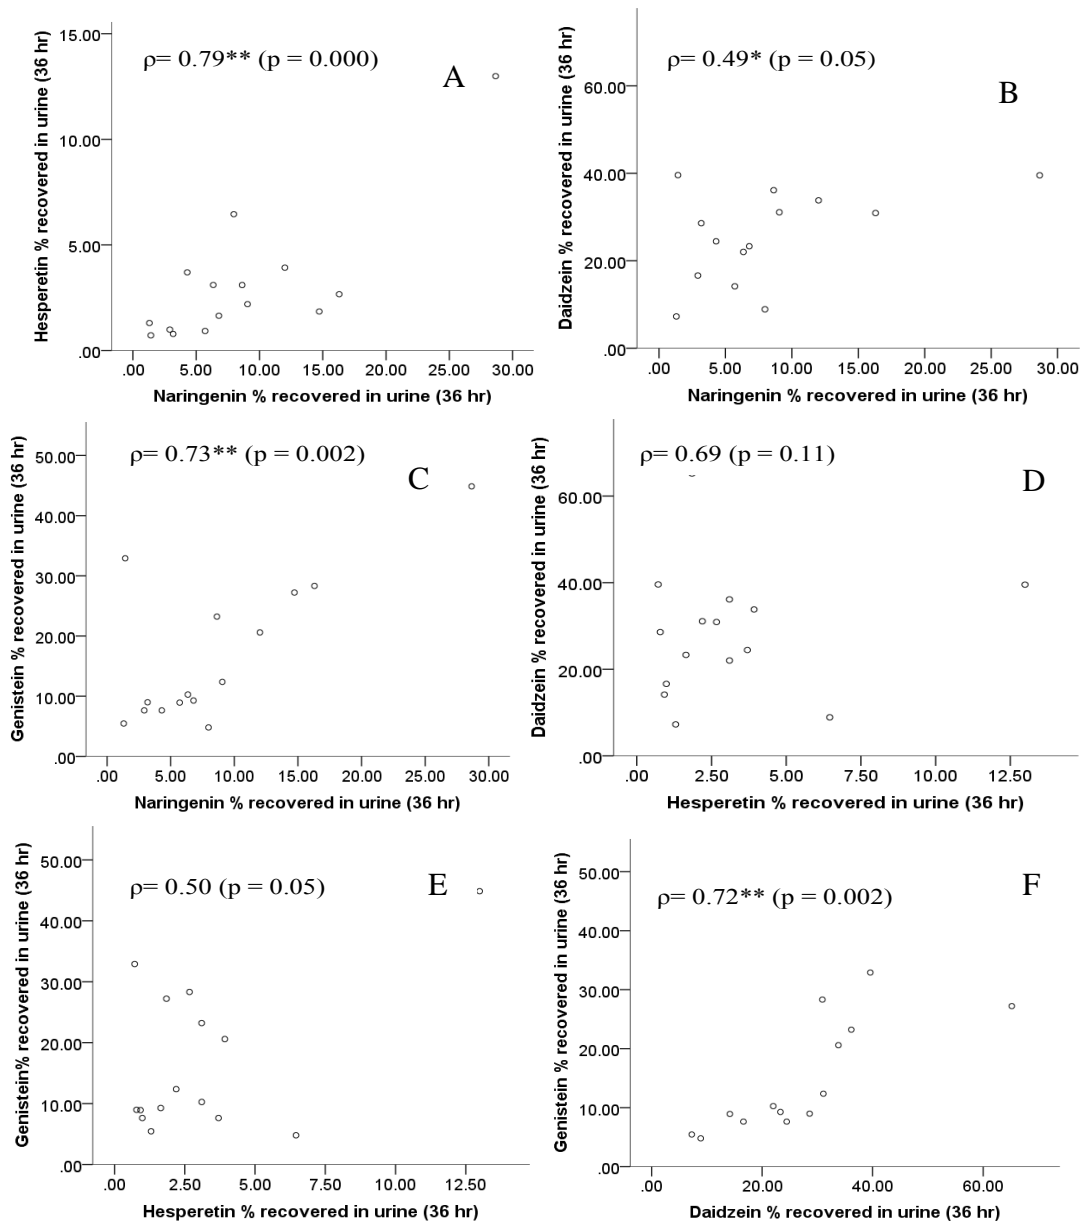 Hesperetin % recovered in urine (36 hr)
15.00
10.00
5.00
.00
ρ= 0.79** (p = 0.000)
A
.00 5.00 10.00 15.00 20.00 25.00 30.00
Naringenin % recovered in urine (36 hr)
Daidzein % recovered in urine (36 hr)
60.00
40.00
20.00
.00
ρ= 0.49* (p = 0.05)
B
.00 5.00 10.00 15.00 20.00 25.00 30.00
Naringenin % recovered in urine (36 hr)
Genistein % recovered in urine (36 hr)
50.00
40.00
30.00
20.00
10.00
.00
ρ= 0.73** (p = 0.002)
C
.00 5.00 10.00 15.00 20.00 25.00 30.00
Naringenin % recovered in urine (36 hr)
Daidzein % recovered in urine (36 hr)
60.00
40.00
20.00
.00
ρ= 0.69 (p = 0.11)
D
.00 2.50 5.00 7.50 10.00 12.50
Hesperetin % recovered in urine (36 hr)
Genistein% recovered in urine (36 hr)
50.00
40.00
30.00
20.00
10.00
.00
ρ= 0.50 (p = 0.05)
E
.00 2.50 5.00 7.50 10.00 12.50
Hesperetin % recovered in urine (36 hr)
Genistein % recovered in urine (36 hr)
50.00
40.00
30.00
20.00
10.00
.00
ρ= 0.72** (p = 0.002)
F
.00 20.00 40.00 60.00
Daidzein % recovered in urine (36 hr)